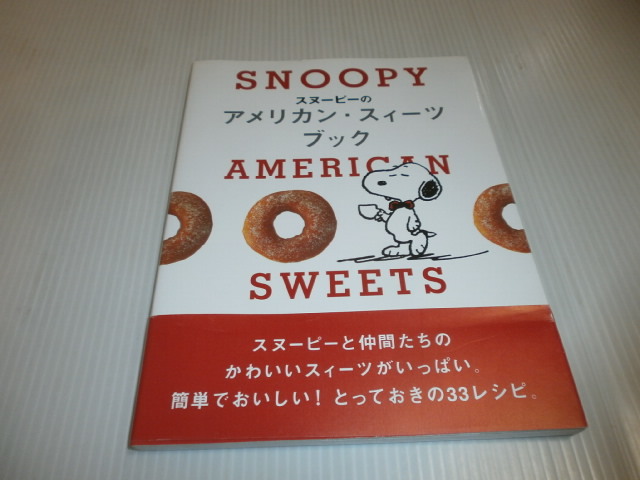 SNOOPY
スヌーピーの
アメリカン・スィーツ
ブック
AMERICAN
SWEETS
スヌーピーと仲間たちの
かわいいスィーツがいっぱい。
簡単でおいしい!とっておきの33レシピ。